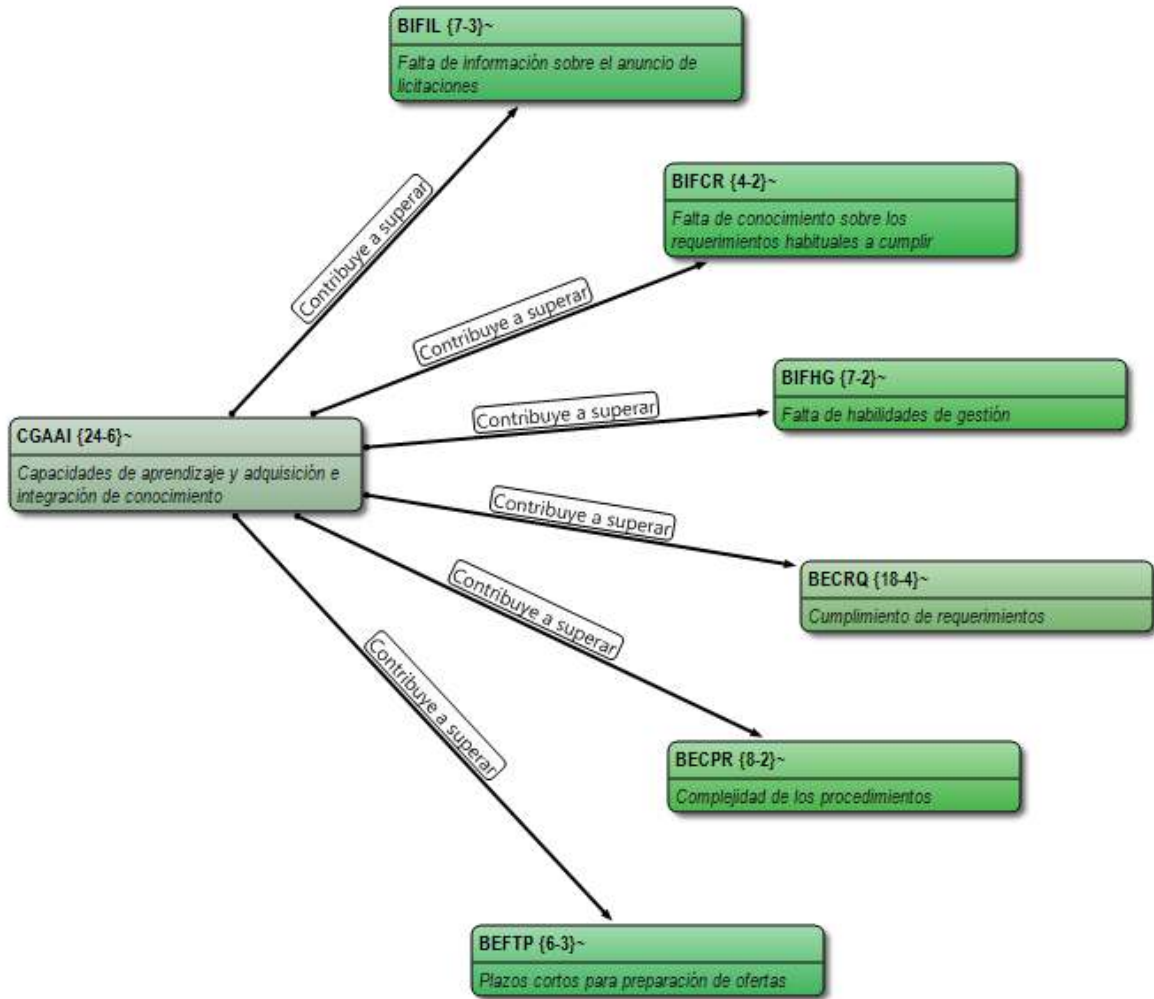 BIFIL {7-3}~
Falta de información sobre el anuncio de
licitaciones
Contribuye a superar
BIFCR {4-2}~
Falta de conocimiento sobre los
requerimientos habituales a cumplir
Contribuye a superar
BIFHG {7-2}~
Falta de habilidades de gestión
Contribuye a superar
CGAAI {24-6}~
Capacidades de aprendizaje y adquisición e
integración de conocimiento
Contribuye a superar
BECRQ {18-4}~
Cumplimiento de requerimientos
Contribuye a superar
BECPR {8-2}~
Complejidad de los procedimientos
Contribuye a superar
BEFTP {6-3}~
Plazos cortos para preparación de ofertas